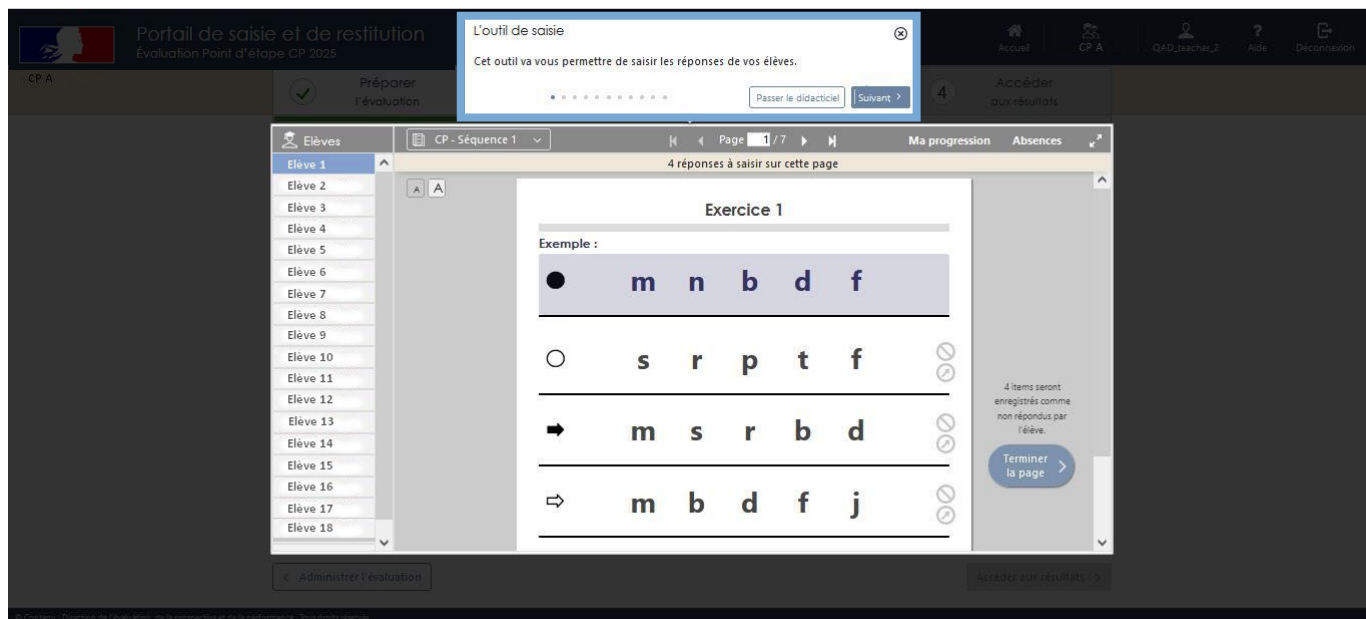 Portail de saisie et de restitution
Évaluation Point d'étape CP 2025
L'outil de saisie
Cet outil va vous permettre de saisir les réponses de vos élèves.
Passer le didacticiel
Suivant >
Accueil
CP A
QAD_teacher_2
? Aide
Déconnexion
CP A
Préparer
l'évaluation
4 Accéder
aux résultats
Elèves
CP - Séquence 1
Page 1 / 7
Ma progression
Absences
4 réponses à saisir sur cette page
Elève 1
Elève 2
Elève 3
Elève 4
Elève 5
Elève 6
Elève 7
Elève 8
Elève 9
Elève 10
Elève 11
Elève 12
Elève 13
Elève 14
Elève 15
Elève 16
Elève 17
Elève 18
A A
Exercice 1
Exemple :
m n b d f
s r p t f
m s r b d
m b d f j
4 items seront
enregistrés comme
non répondus par
l'élève.
Terminer
la page >
< Administrer l'évaluation
Accéder aux résultats >